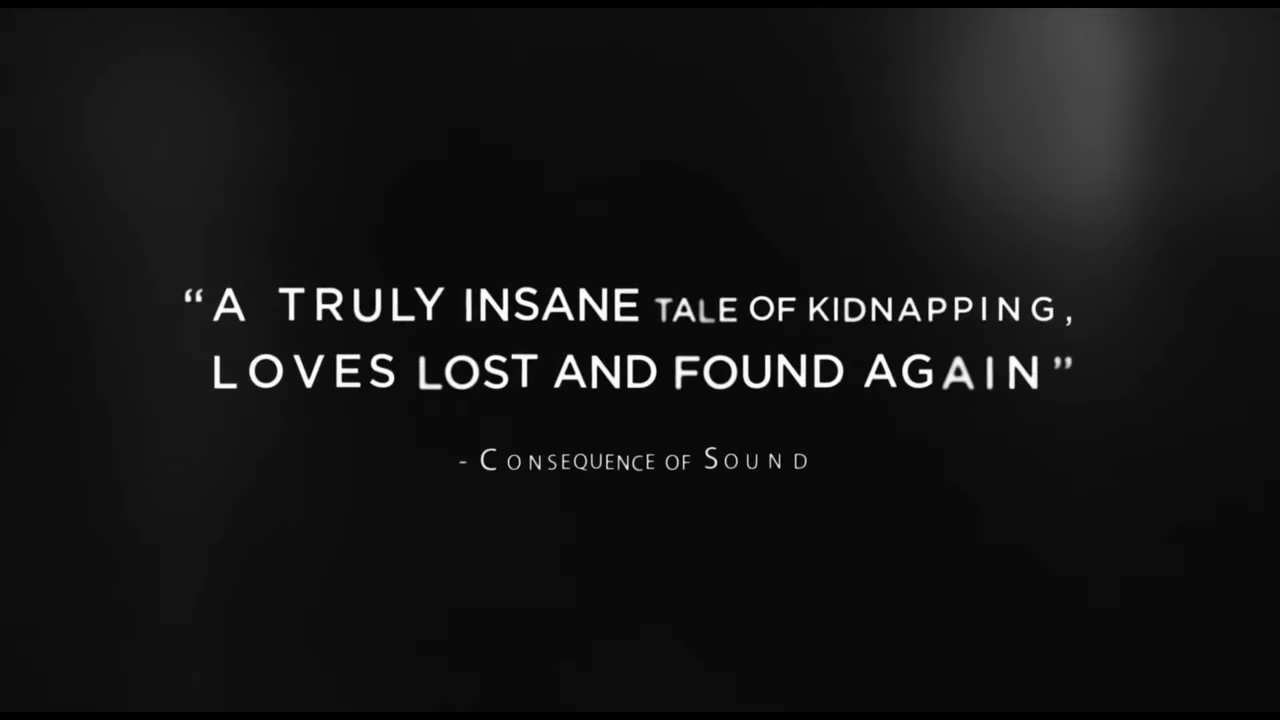 “A TRULY INSANE TALE OF KIDNAPPING,
LOVES LOST AND FOUND AGAIN”
- CONSEQUENCE OF SOUND